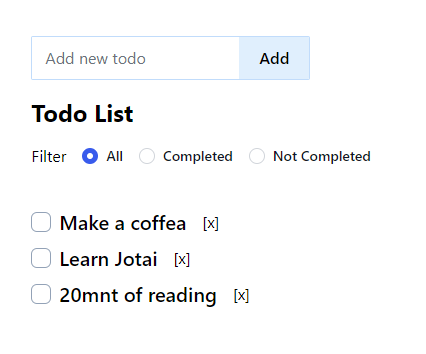 Add new todo Add
Todo List
Filter All Completed Not Completed
Make a coffea [x]
Learn Jotai [x]
20mnt of reading [x]